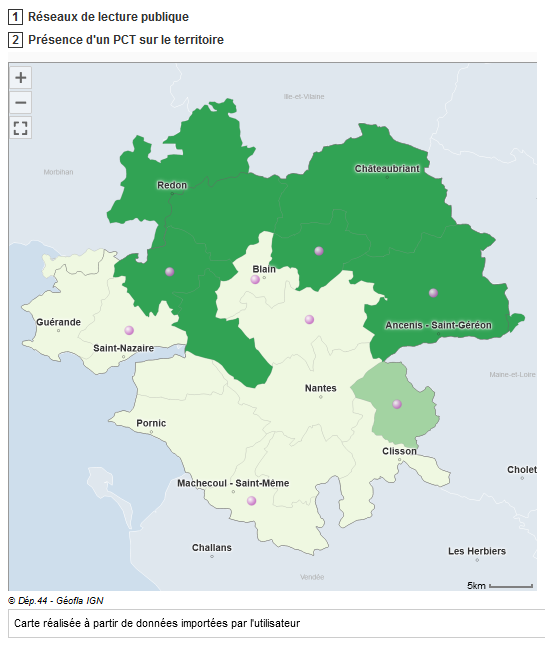 1 Réseaux de lecture publique
2 Présence d'un PCT sur le territoire
+
−
Ille-et-Vilaine
Morbihan
Redon
Châteaubriant
Blain
Guérande
Saint-Nazaire
Ancenis - Saint-Géréon
Maine-et-Loire
Nantes
Pornic
Clisson
Cholet
Machecoul - Saint-Même
Challans
Les Herbiers
Vendée
5km
© Dép.44 - Géofla IGN
Carte réalisée à partir de données importées par l'utilisateur